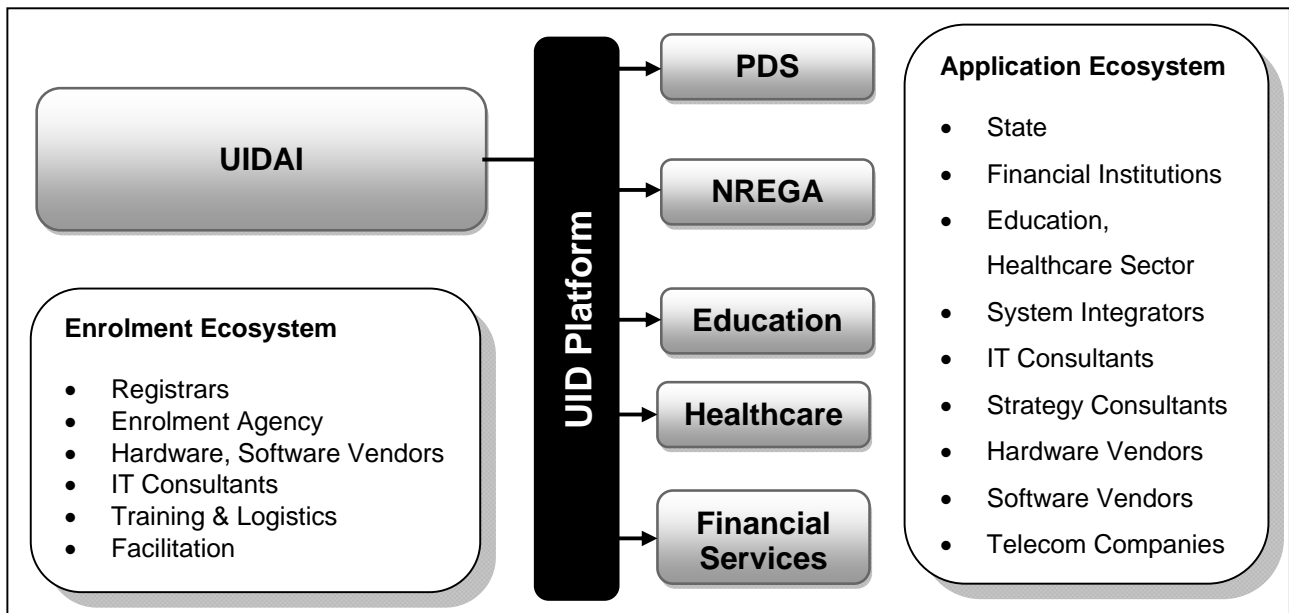 UIDAI
Enrolment Ecosystem
• Registrars
• Enrolment Agency
• Hardware, Software Vendors
• IT Consultants
• Training & Logistics
• Facilitation
UID Platform
PDS
NREGA
Education
Healthcare
Financial
Services
Application Ecosystem
• State
• Financial Institutions
• Education,
Healthcare Sector
• System Integrators
• IT Consultants
• Strategy Consultants
• Hardware Vendors
• Software Vendors
• Telecom Companies